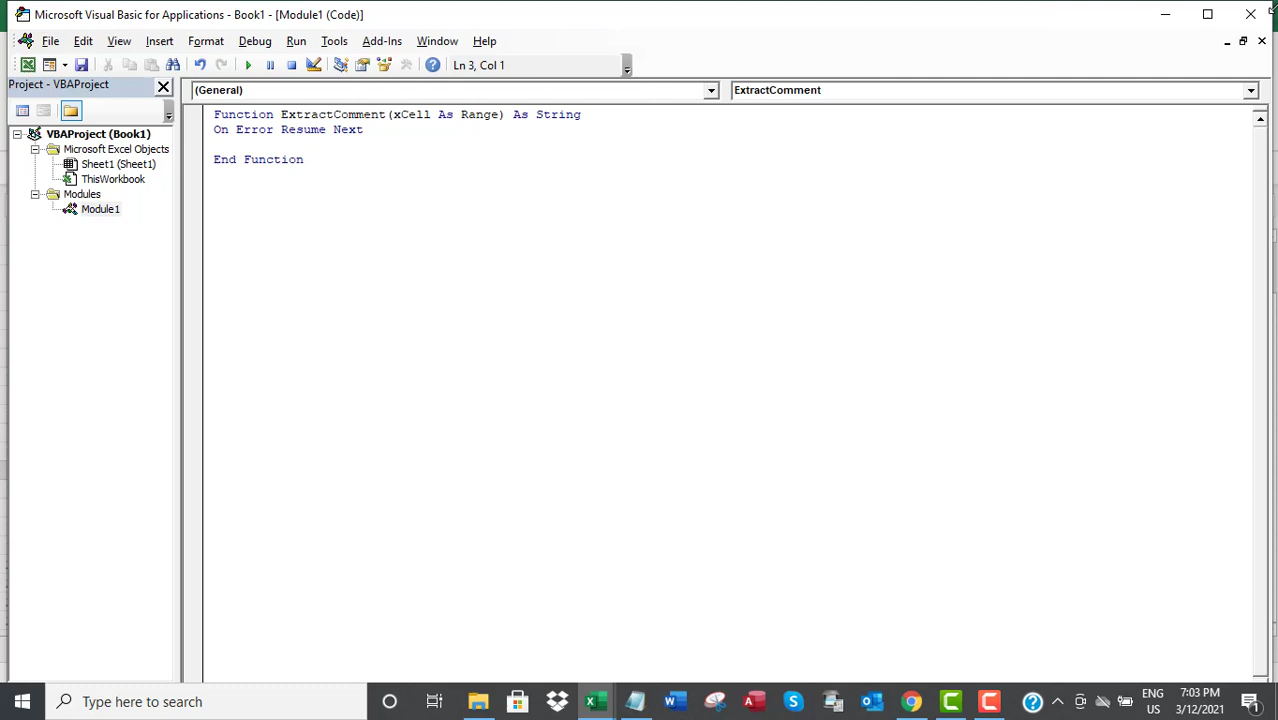 Microsoft Visual Basic for Applications - Book1 - [Module1 (Code)]
File Edit View Insert Format Debug Run Tools Add-Ins Window Help
Ln 3, Col 1
Project - VBAProject
(General)
ExtractComment
VBAProject (Book1)
Microsoft Excel Objects
Sheet1 (Sheet1)
ThisWorkbook
Modules
Module1
Function ExtractComment(xCell As Range) As String
On Error Resume Next
End Function
Type here to search
ENG
US
7:03 PM
3/12/2021
1